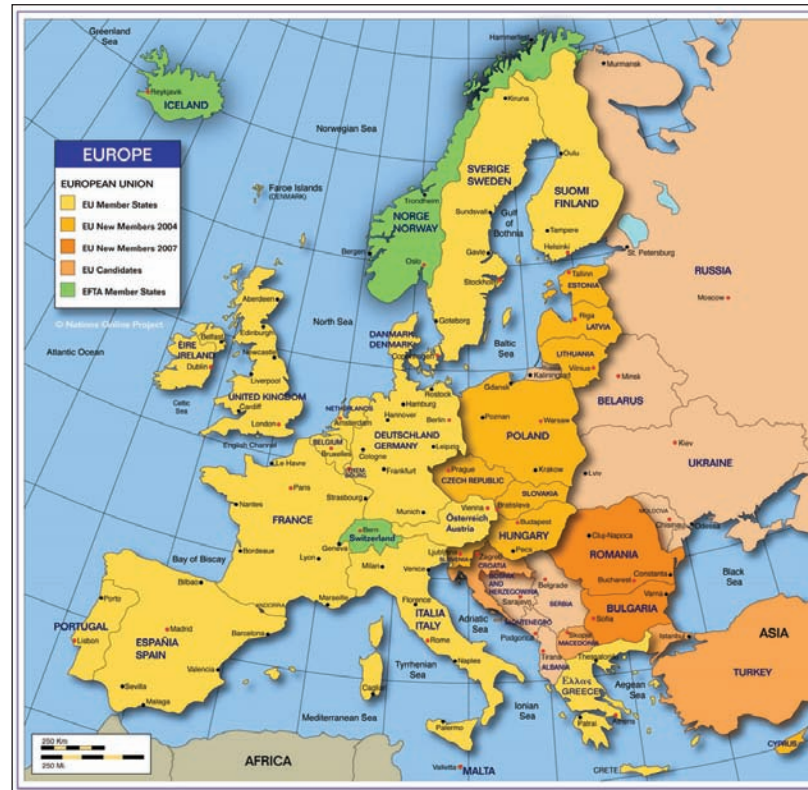 Greenland
Sea
Hammerfest
Murmansk
Reykjavik
ICELAND
Kiruna
Norwegian Sea
EUROPE
EUROPEAN UNION
EU Member States
EU New Members 2004
EU New Members 2007
EU Candidates
EFTA Member States
© Nations Online Project
Oulu
SVERIGE
SWEDEN
SUOMI
FINLAND
Faroe Islands
(DENMARK)
Trondheim
NORGE
NORWAY
Sundsvall
Gulf
of
Bothnia
Tampere
Helsinki
Bergen
Oslo
Gavle
St. Petersburg
Stockholm
Tallinn
ESTONIA
RUSSIA
Moscow
Aberdeen
North Sea
Goteborg
Riga
LATVIA
Edinburgh
DANMARK
DENMARK
Copenhagen
Baltic
Sea
LITHUANIA
Vilnius
Atlantic Ocean
ÉIRE
IRELAND
Belfast
Newcastle
Dublin
Liverpool
Kaliningrad
Minsk
Gdansk
BELARUS
Rostock
Hamburg
Celtic
Sea
UNITED KINGDOM
Cardiff
London
NETHERLANDS
Amsterdam
Hannover
Berlin
Poznan
Warsaw
POLAND
English Channel
BELGIUM
Bruxelles
DEUTSCHLAND
GERMANY
Cologne
Leipzig
Kiev
UKRAINE
Le Havre
Frankfurt
Prague
CZECH REPUBLIC
Krakow
Lviv
Paris
Strasbourg
SLOVAKIA
Nantes
FRANCE
Munich
Vienna
Bratislava
Österreich
Austria
Budapest
HUNGARY
MOLDOVA
Chisinau
Odessa
Bern
Switzerland
Geneva
Cluj-Napoca
ROMANIA
Bay of Biscay
Bordeaux
Lyon
Milan
Venice
Ljubljana
Zagreb
CROATIA
Pecs
Bilbao
BOSNIA
AND
HERZEGOWINA
Belgrade
Bucharest
Constanta
Black
Sea
Porto
ANDORRA
Marseille
Florence
Sarajevo
SERBIA
Varna
BULGARIA
PORTUGAL
Lisbon
Madrid
ESPAÑIA
SPAIN
Barcelona
ITALIA
ITALY
Rome
Adriatic
Sea
MONTENEGRO
Podgorica
Skopje
MACEDONIA
Sofia
Istanbul
ASIA
Valencia
Tyrrhenian
Sea
Naples
Tirana
ALBANIA
Thessaloniki
TURKEY
Cagliari
Sevilla
Malaga
Ελλας
GREECE
Aegean
Sea
Mediterranean Sea
Palermo
Ionian
Sea
Patrai
Athens
250 Km
250 Mi
AFRICA
Valletta
MALTA
CRETE
CYPRUS